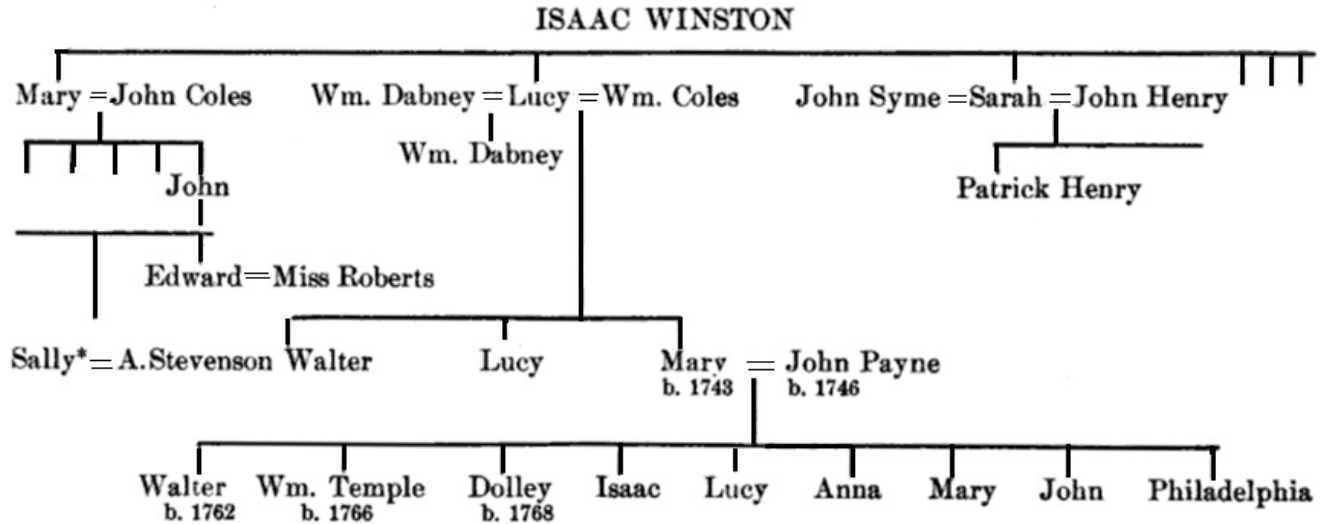 ISAAC WINSTON
Mary = John Coles Wm. Dabney = Lucy = Wm. Coles John Syme = Sarah = John Henry
Wm. Dabney
John Patrick Henry
Edward = Miss Roberts
Sally* = A. Stevenson Walter Lucy Mary = John Payne
b. 1743 b. 1746
Walter Wm. Temple Dolley Isaac Lucy Anna Mary John Philadelphia
b. 1762 b. 1766 b. 1768